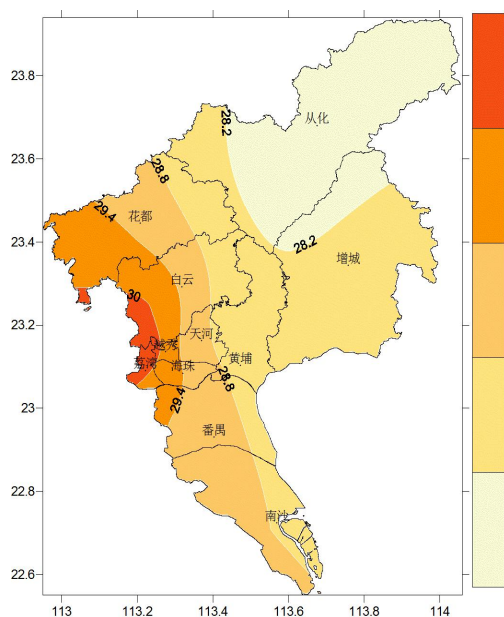 23.8
从化
28.2
23.6
28.8
29.4
花都
23.4
28.2
增城
白云
30
23.2
天河
越秀
荔湾
海珠
黄埔
28.8
29.4
23
番禺
22.8
南沙
22.6
113
113.2
113.4
113.6
113.8
114